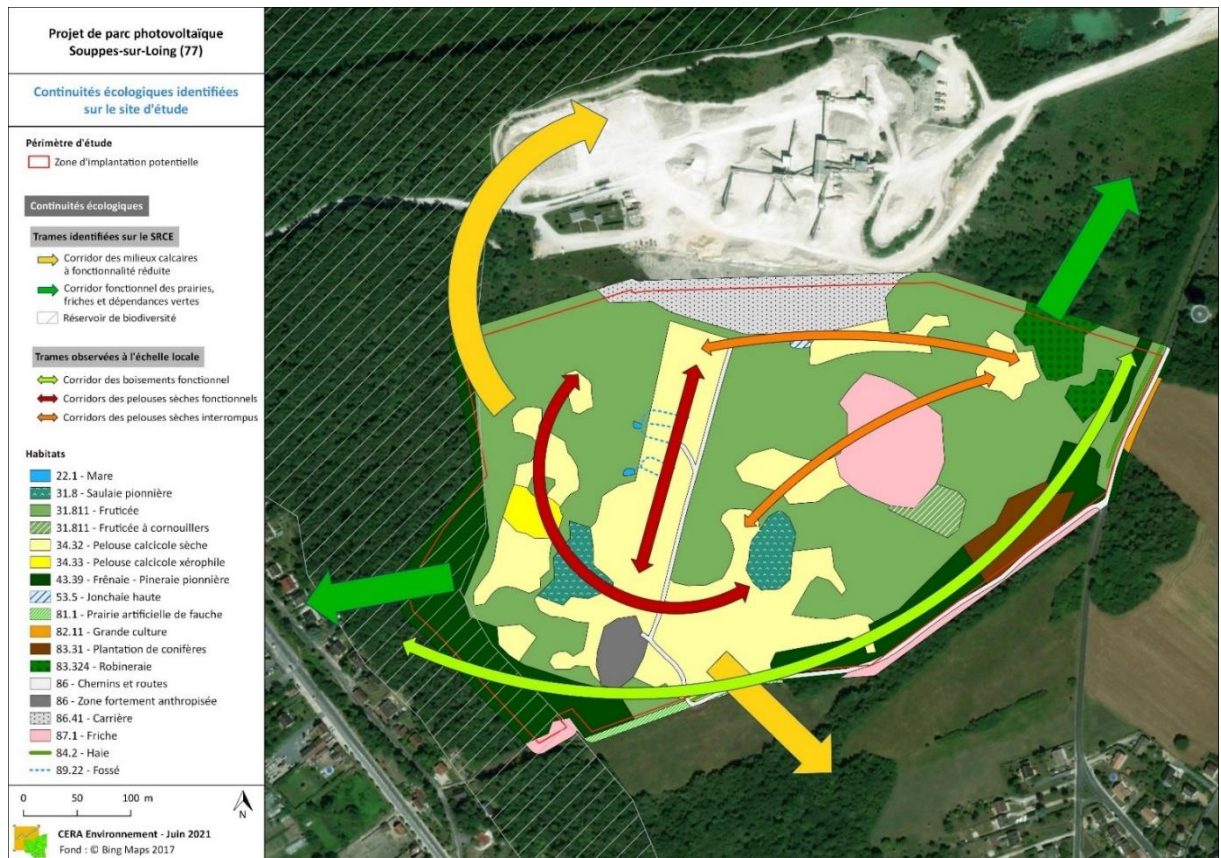 Projet de parc photovoltaïque
Souppes-sur-Loing (77)
Continuités écologiques identifiées
sur le site d'étude
Périmètre d'étude
Zone d'implantation potentielle
Continuités écologiques
Trames identifiées sur le SRCE
Corridor des milieux calcaires
à fonctionnalité réduite
Corridor fonctionnel des prairies,
friches et dépendances vertes
Réservoir de biodiversité
Trames observées à l'échelle locale
Corridor des boisements fonctionnel
Corridors des pelouses sèches fonctionnels
Corridors des pelouses sèches interrompus
Habitats
22.1 - Mare
31.8 - Saulaie pionnière
31.811 - Fruticée
31.811 - Fruticée à cornouillers
34.32 - Pelouse calcicole sèche
34.33 - Pelouse calcicole xérophile
43.39 - Frênaie - Pineraie pionnière
53.5 - Jonchaie haute
81.1 - Prairie artificielle de fauche
82.11 - Grande culture
83.31 - Plantation de conifères
83.324 - Robineraie
86 - Chemins et routes
86 - Zone fortement anthropisée
86.41 - Carrière
87.1 - Friche
84.2 - Haie
89.22 - Fossé
0 50 100 m
N
CERA Environnement - Juin 2021
Fond : © Bing Maps 2017